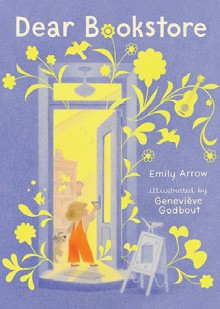 Dear Bookstore
Emily Arrow
illustrated by
Geneviève
Godbout